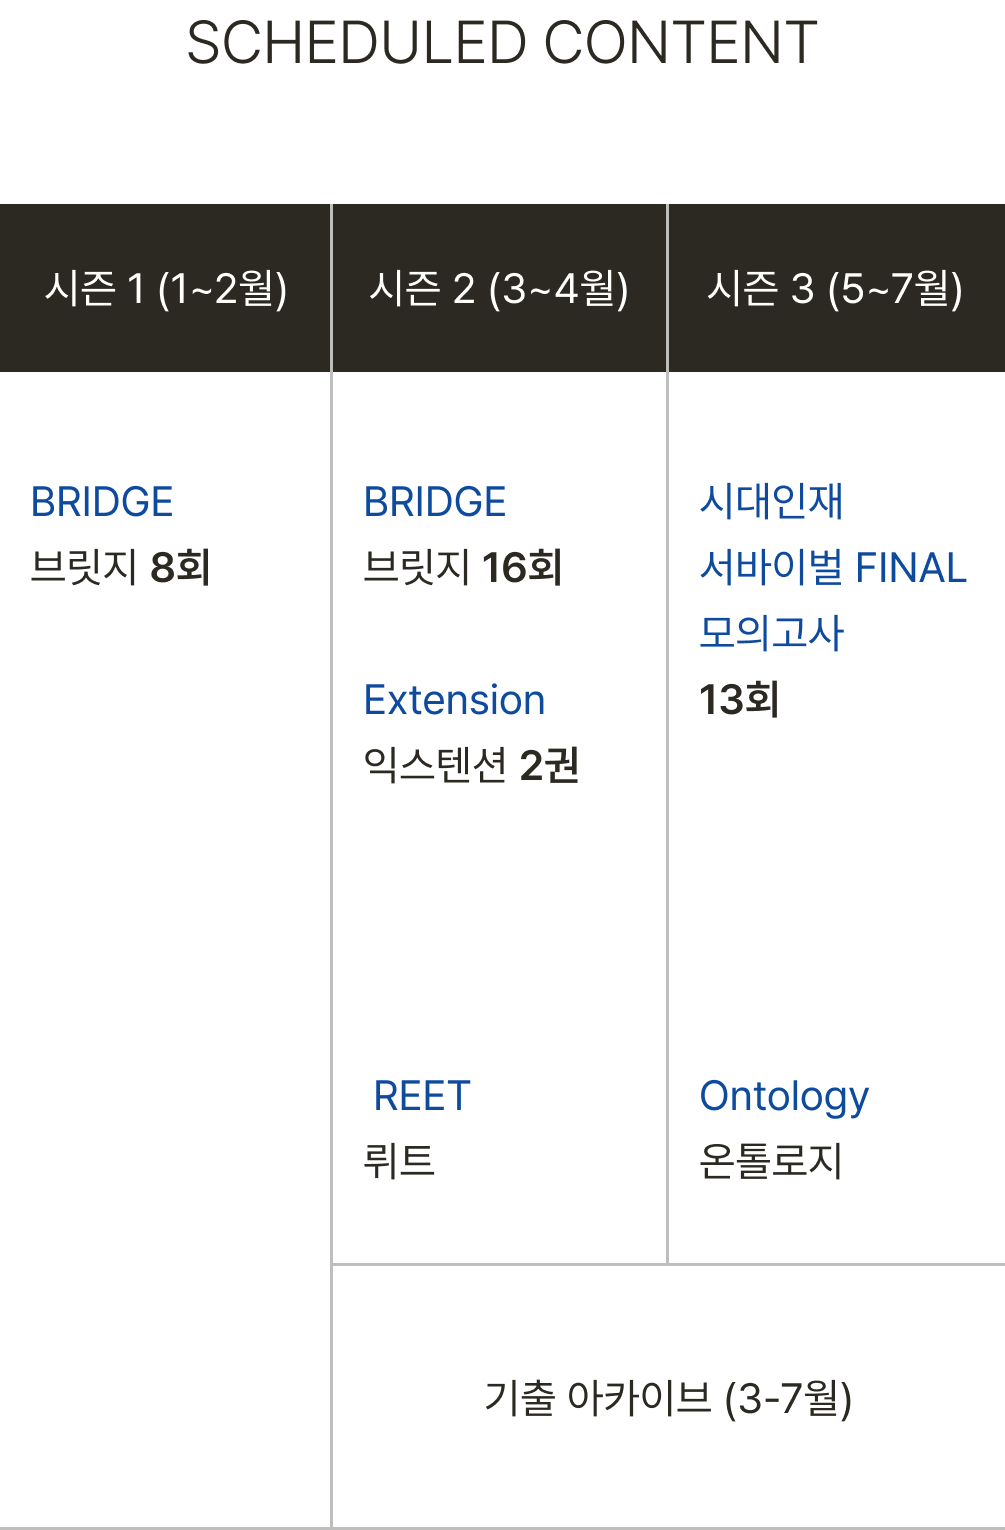 SCHEDULED CONTENT
시즌 1 (1~2월)
시즌 2 (3~4월)
시즌 3 (5~7월)
BRIDGE
브릿지 8회
BRIDGE
브릿지 16회
Extension
익스텐션 2권
REET
뤼트
시대인재
서바이벌 FINAL
모의고사
13회
Ontology
온톨로지
기출 아카이브 (3-7월)